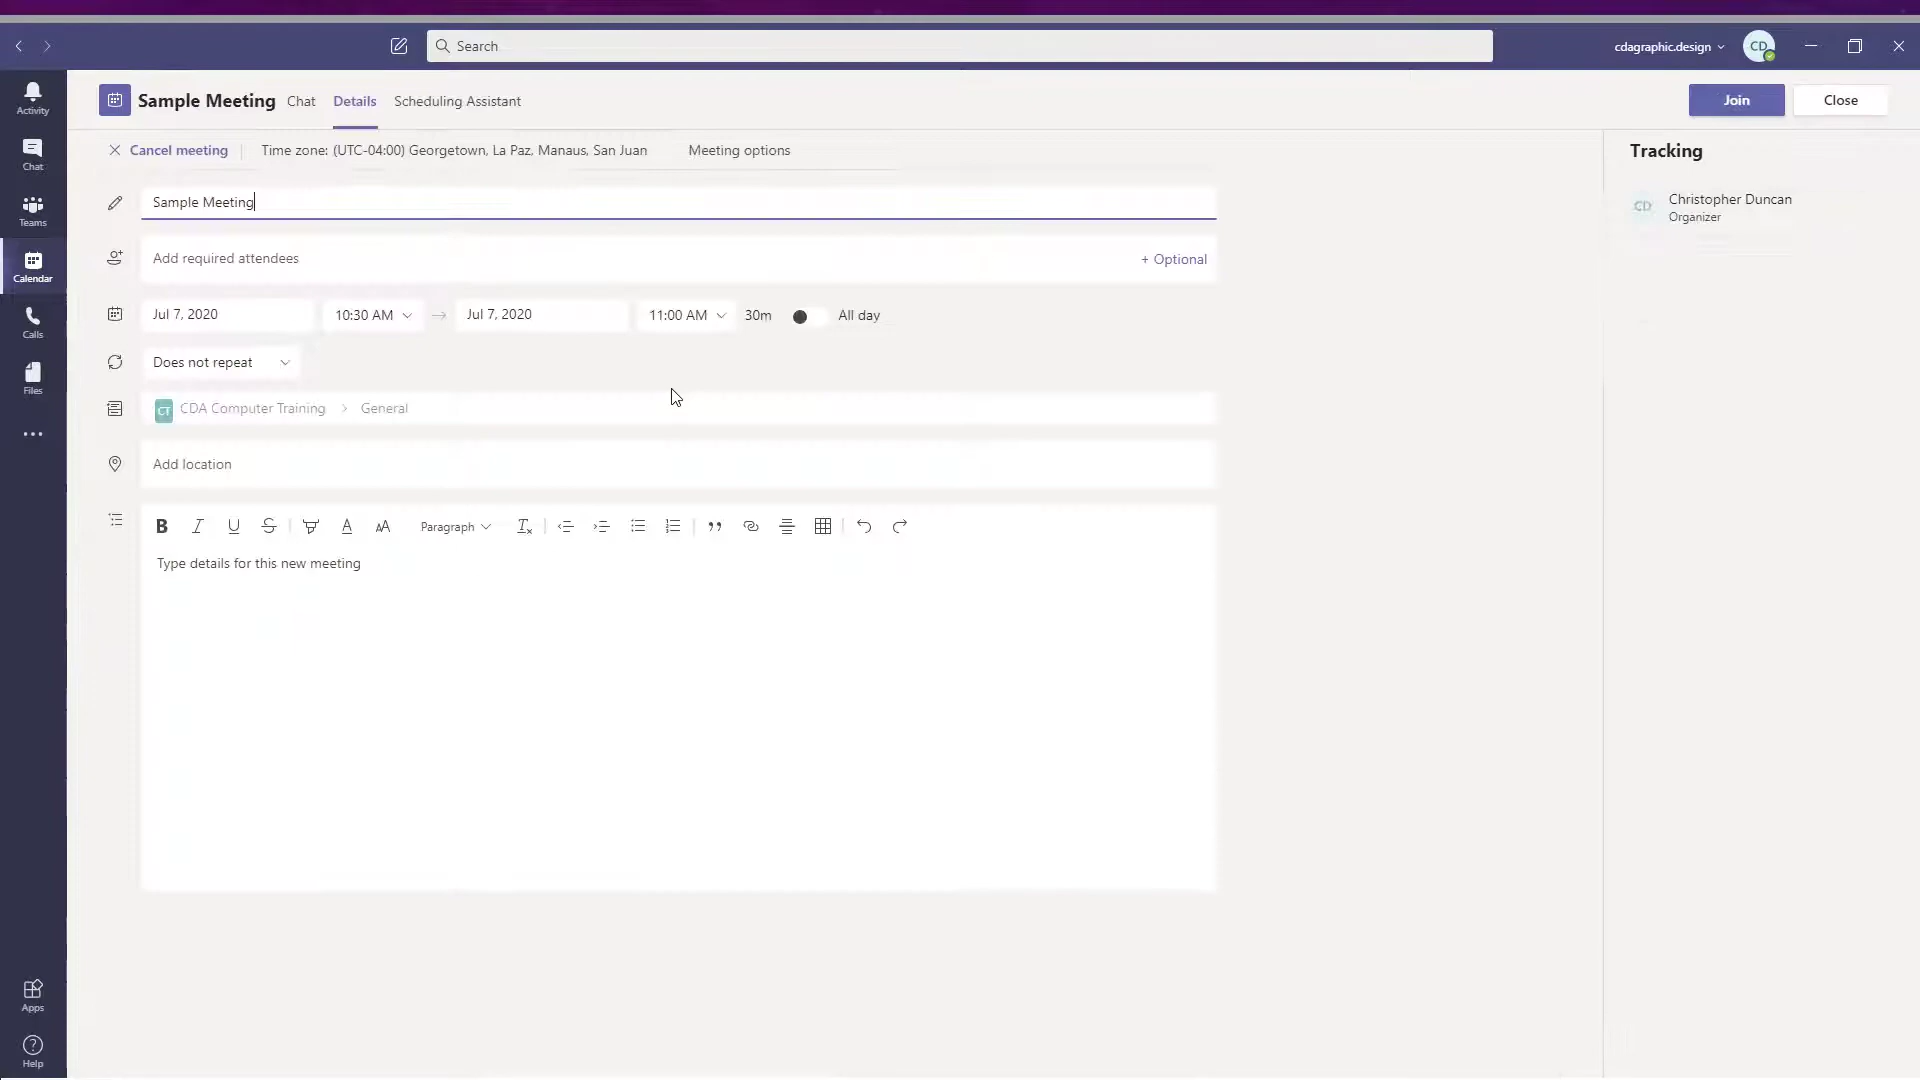 Search
cdagraphic.design
CD
Activity
Chat
Teams
Calendar
Calls
Files
Apps
Help
Sample Meeting
Chat
Details
Scheduling Assistant
Join
Close
Cancel meeting
Time zone: (UTC-04:00) Georgetown, La Paz, Manaus, San Juan
Meeting options
Sample Meeting
Add required attendees
+ Optional
Jul 7, 2020
10:30 AM
Jul 7, 2020
11:00 AM
30m
All day
Does not repeat
CT CDA Computer Training > General
Add location
B I U S A AA Paragraph Tx
Type details for this new meeting
Tracking
CD
Christopher Duncan
Organizer